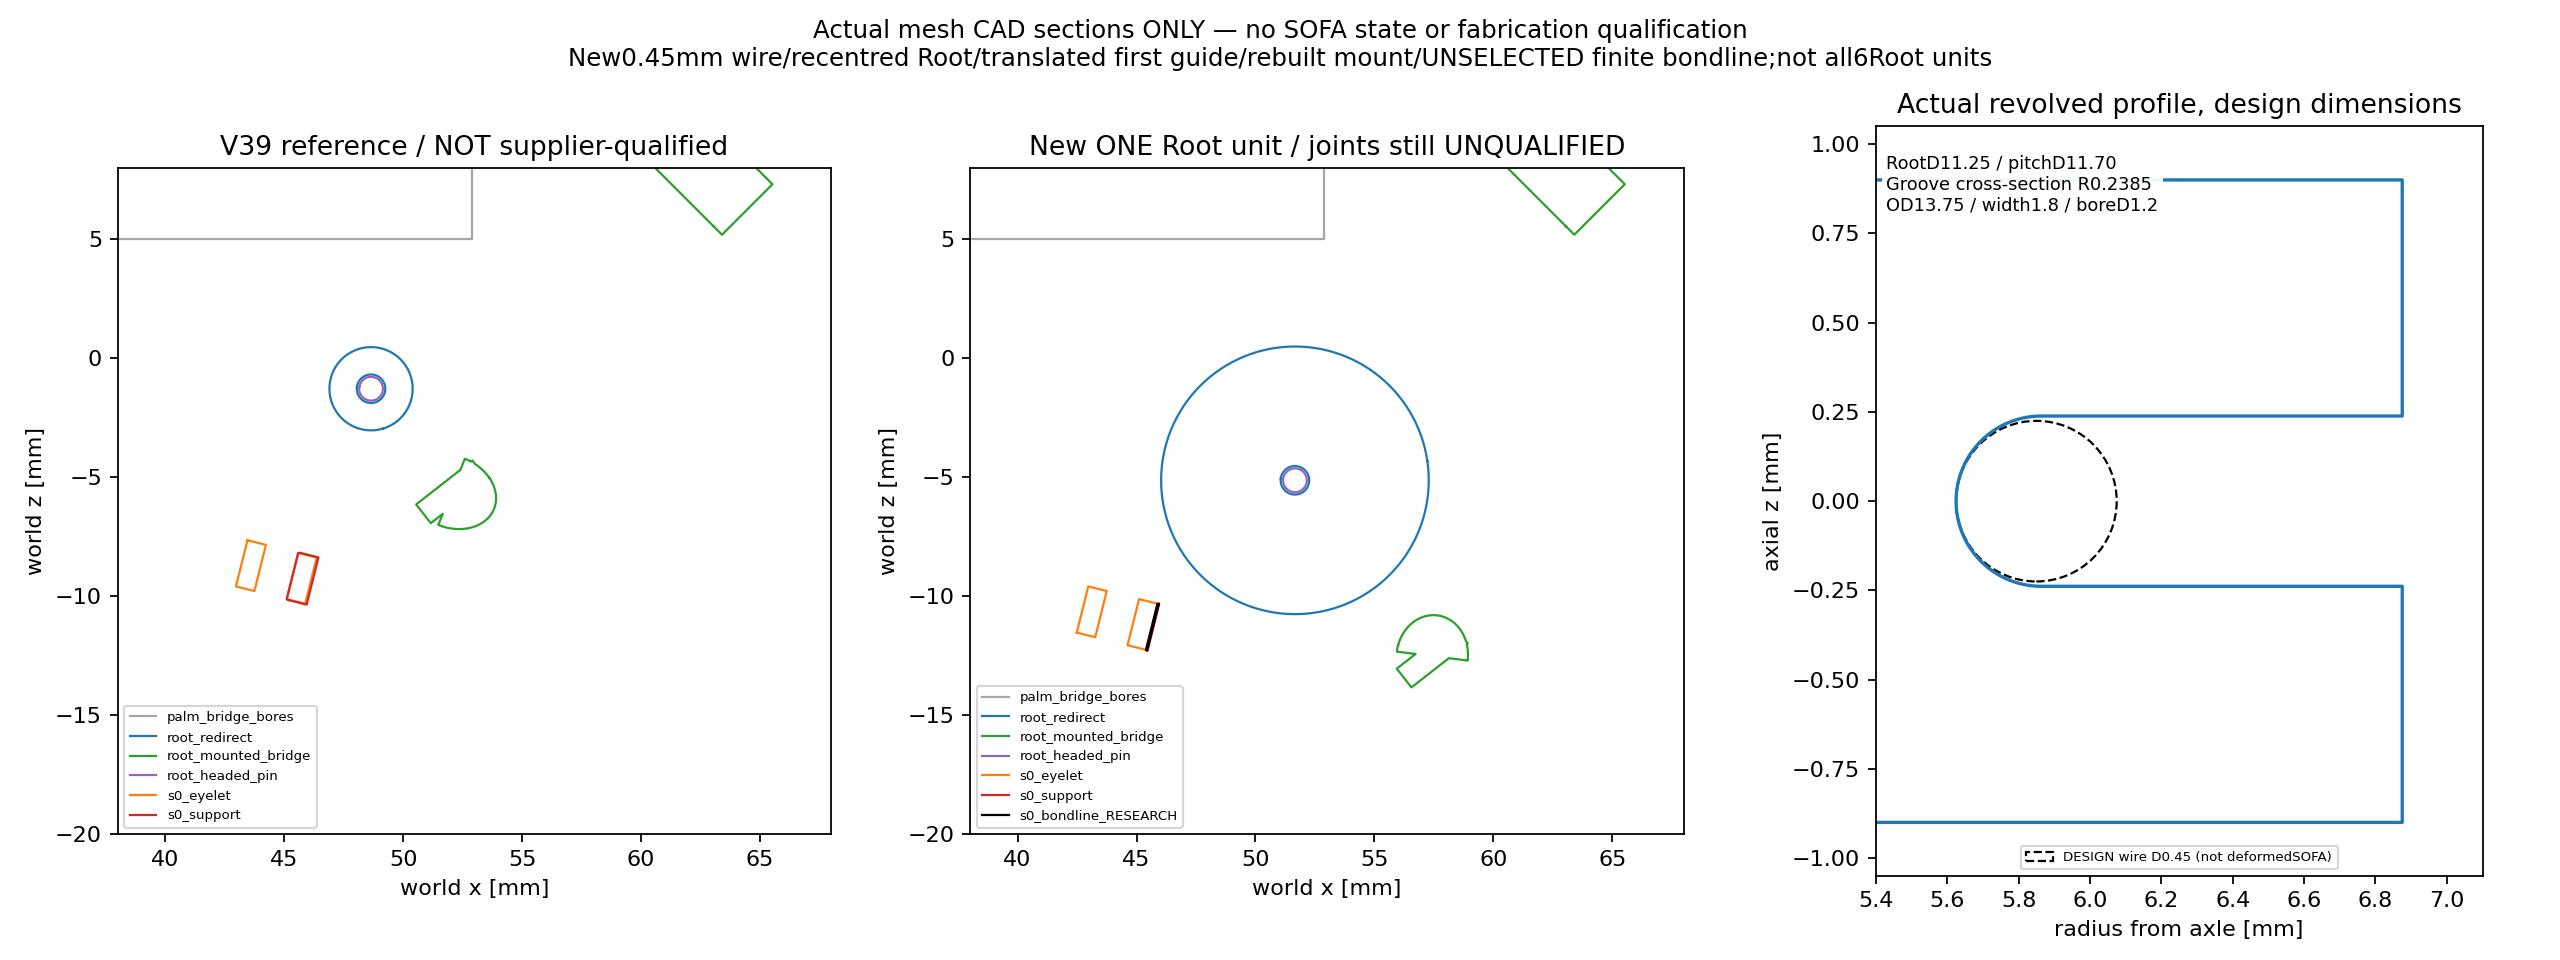 Actual mesh CAD sections ONLY — no SOFA state or fabrication qualification
New0.45mm wire/recentred Root/translated first guide/rebuilt mount/UNSELECTED finite bondline;not all6Root units
V39 reference / NOT supplier-qualified
5
0
−5
−10
−15
−20
world z [mm]
palm_bridge_bores
root_redirect
root_mounted_bridge
root_headed_pin
s0_eyelet
s0_support
40
45
50
55
60
65
world x [mm]
New ONE Root unit / joints still UNQUALIFIED
5
0
−5
−10
−15
−20
world z [mm]
palm_bridge_bores
root_redirect
root_mounted_bridge
root_headed_pin
s0_eyelet
s0_support
s0_bondline_RESEARCH
40
45
50
55
60
65
world x [mm]
Actual revolved profile, design dimensions
1.00
0.75
0.50
0.25
0.00
−0.25
−0.50
−0.75
−1.00
axial z [mm]
RootD11.25 / pitchD11.70
Groove cross-section R0.2385
OD13.75 / width1.8 / boreD1.2
DESIGN wire D0.45 (not deformedSOFA)
5.4
5.6
5.8
6.0
6.2
6.4
6.6
6.8
7.0
radius from axle [mm]